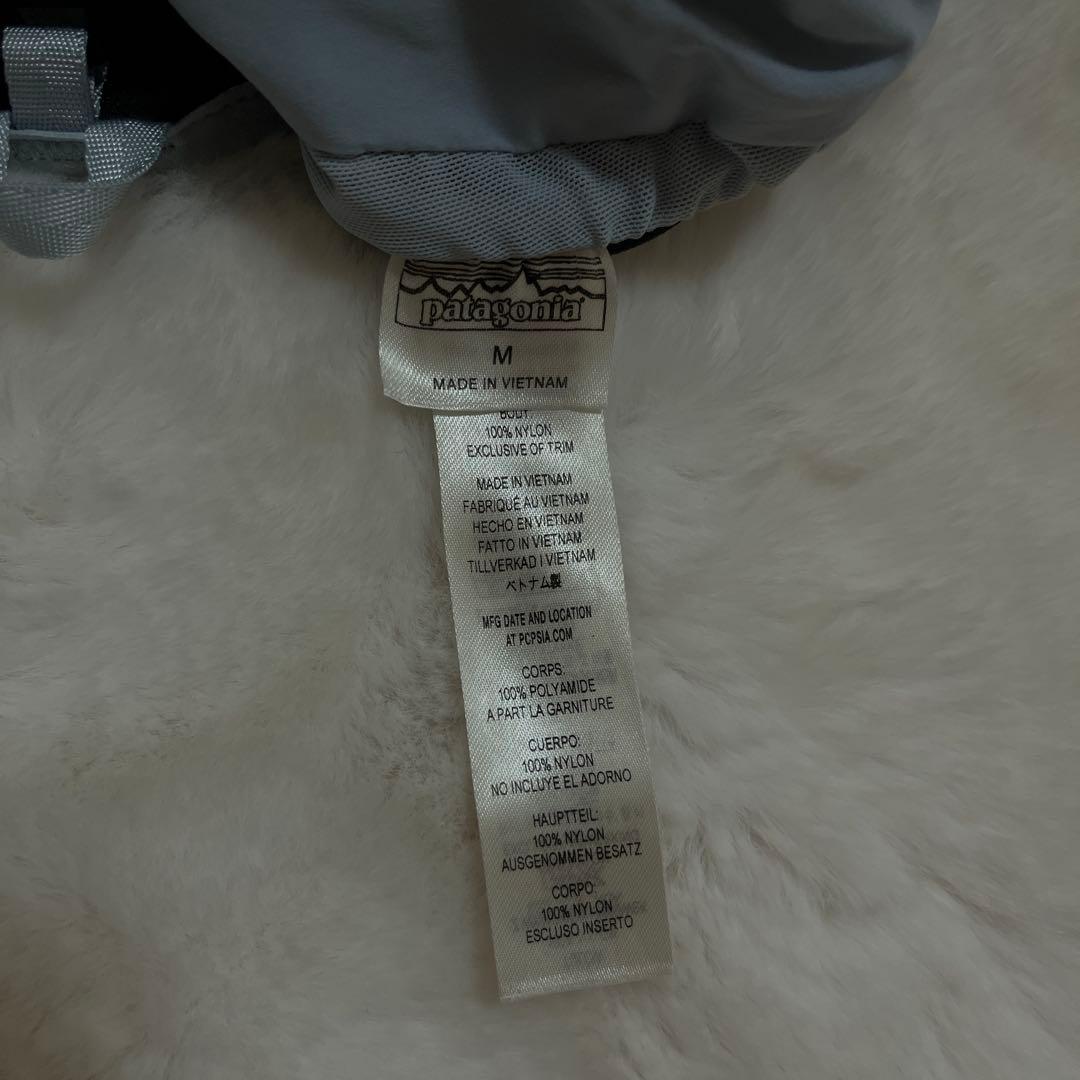 patagonia
M
MADE IN VIETNAM
BODY
100% NYLON
EXCLUSIVE OF TRIM
MADE IN VIETNAM
FABRIQUÉ AU VIETNAM
HECHO EN VIETNAM
FATTO IN VIETNAM
TILLVERKAD I VIETNAM
ベトナム製
MFG DATE AND LOCATION
AT PCPSIA.COM
CORPS:
100% POLYAMIDE
A PART LA GARNITURE
CUERPO:
100% NYLON
NO INCLUYE EL ADORNO
HAUPTTEIL:
100% NYLON
AUSGENOMMEN BESATZ
CORPO:
100% NYLON
ESCLUSO INSERTO